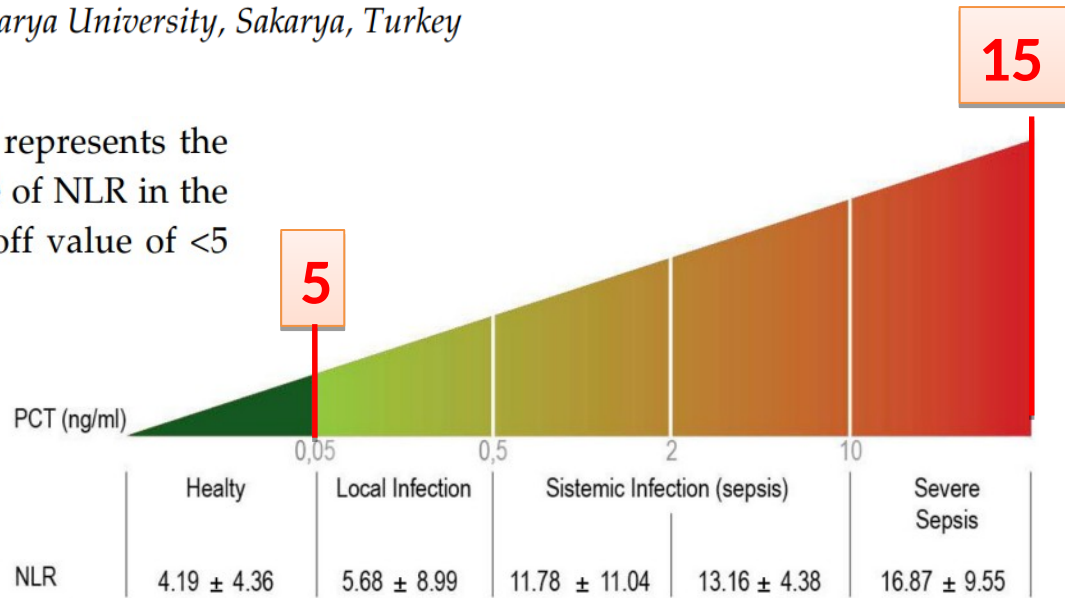 arya University, Sakarya, Turkey
15
represents the
of NLR in the
off value of <5
5
PCT (ng/ml)
0,05 0,5 2 10
Healty Local Infection Sistemic Infection (sepsis) Severe
Sepsis
NLR 4.19 ± 4.36 5.68 ± 8.99 11.78 ± 11.04 13.16 ± 4.38 16.87 ± 9.55